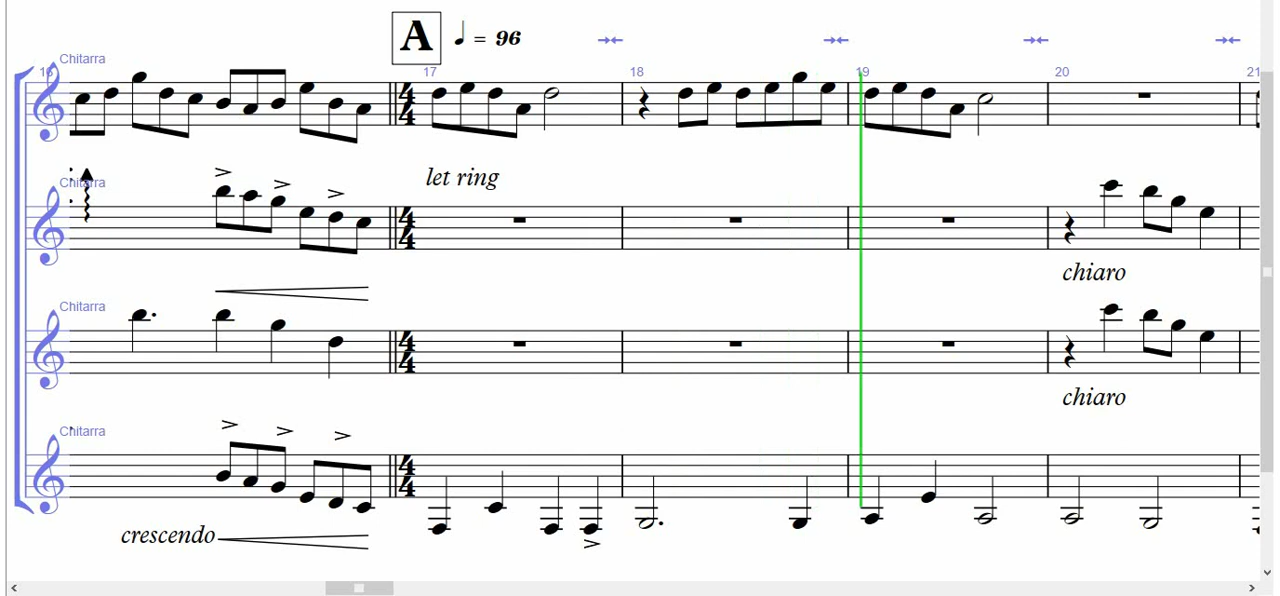 A ♩ = 96
Chitarra
16 17 18 19 20 21
let ring
Chitarra
chiaro
Chitarra
chiaro
Chitarra
crescendo